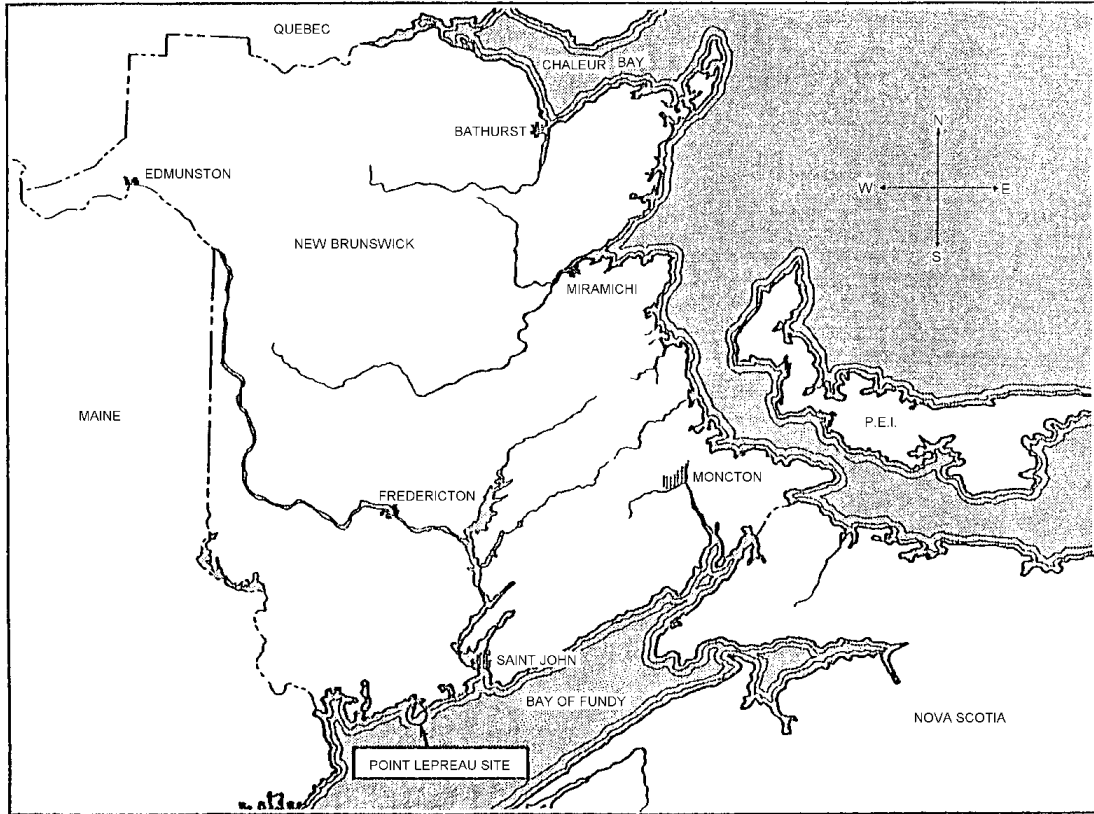 QUEBEC
CHALEUR BAY
BATHURST
N
EDMUNSTON
W
E
NEW BRUNSWICK
S
MIRAMICHI
MAINE
P.E.I.
MONCTON
FREDERICTON
SAINT JOHN
BAY OF FUNDY
NOVA SCOTIA
POINT LEPREAU SITE